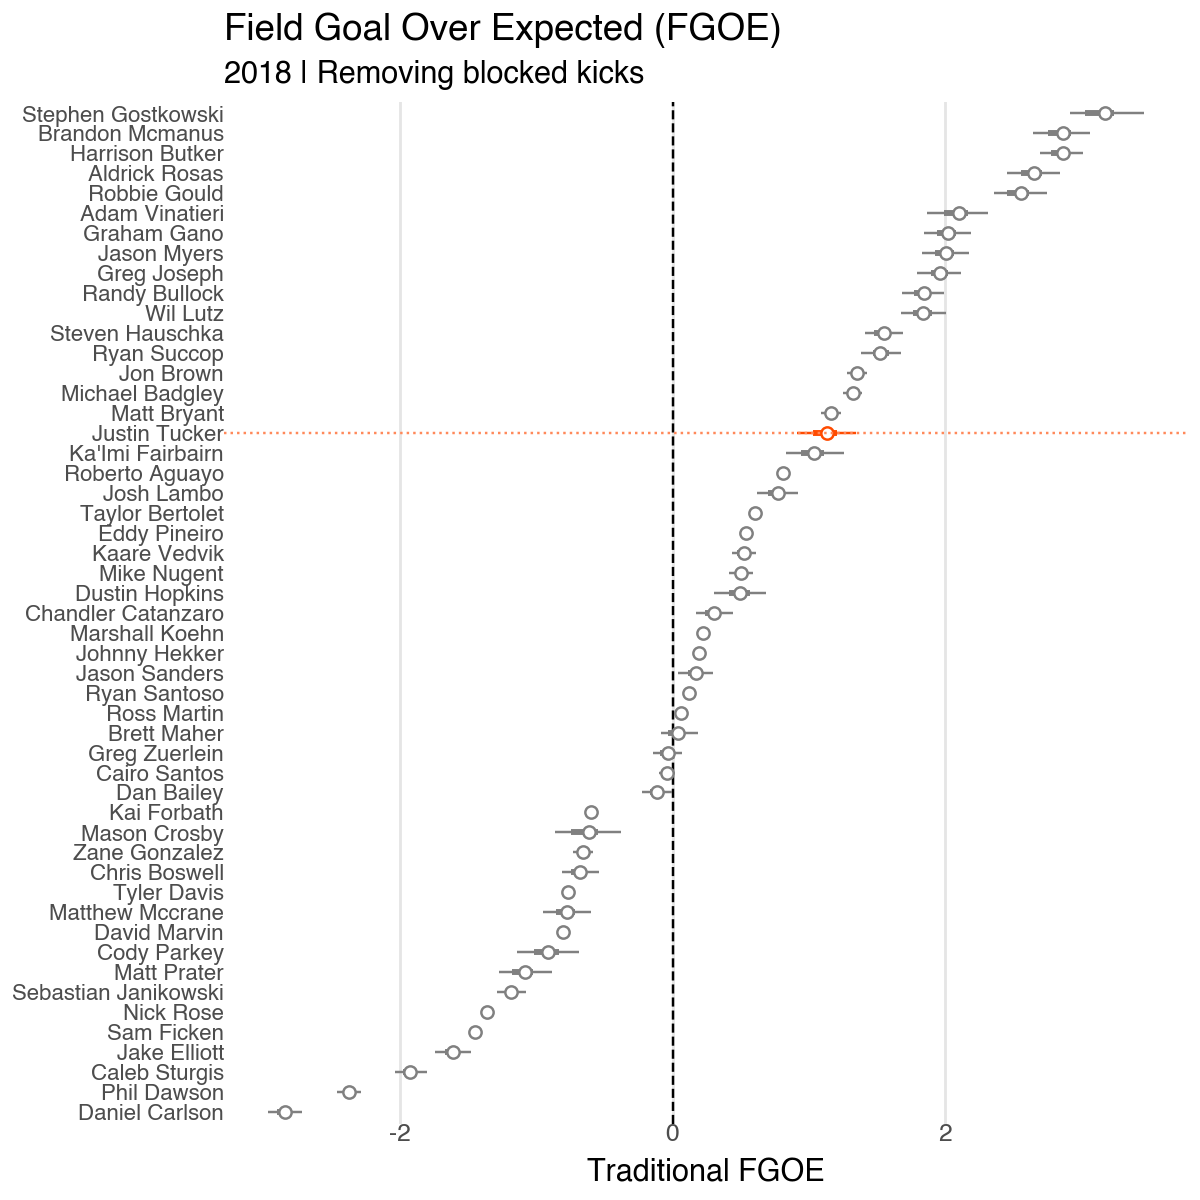 Field Goal Over Expected (FGOE)
2018 | Removing blocked kicks
Stephen Gostkowski
Brandon Mcmanus
Harrison Butker
Aldrick Rosas
Robbie Gould
Adam Vinatieri
Graham Gano
Jason Myers
Greg Joseph
Randy Bullock
Wil Lutz
Steven Hauschka
Ryan Succop
Jon Brown
Michael Badgley
Matt Bryant
Justin Tucker
Ka'Imi Fairbairn
Roberto Aguayo
Josh Lambo
Taylor Bertolet
Eddy Pineiro
Kaare Vedvik
Mike Nugent
Dustin Hopkins
Chandler Catanzaro
Marshall Koehn
Johnny Hekker
Jason Sanders
Ryan Santoso
Ross Martin
Brett Maher
Greg Zuerlein
Cairo Santos
Dan Bailey
Kai Forbath
Mason Crosby
Zane Gonzalez
Chris Boswell
Tyler Davis
Matthew Mccrane
David Marvin
Cody Parkey
Matt Prater
Sebastian Janikowski
Nick Rose
Sam Ficken
Jake Elliott
Caleb Sturgis
Phil Dawson
Daniel Carlson
-2 0 2
Traditional FGOE